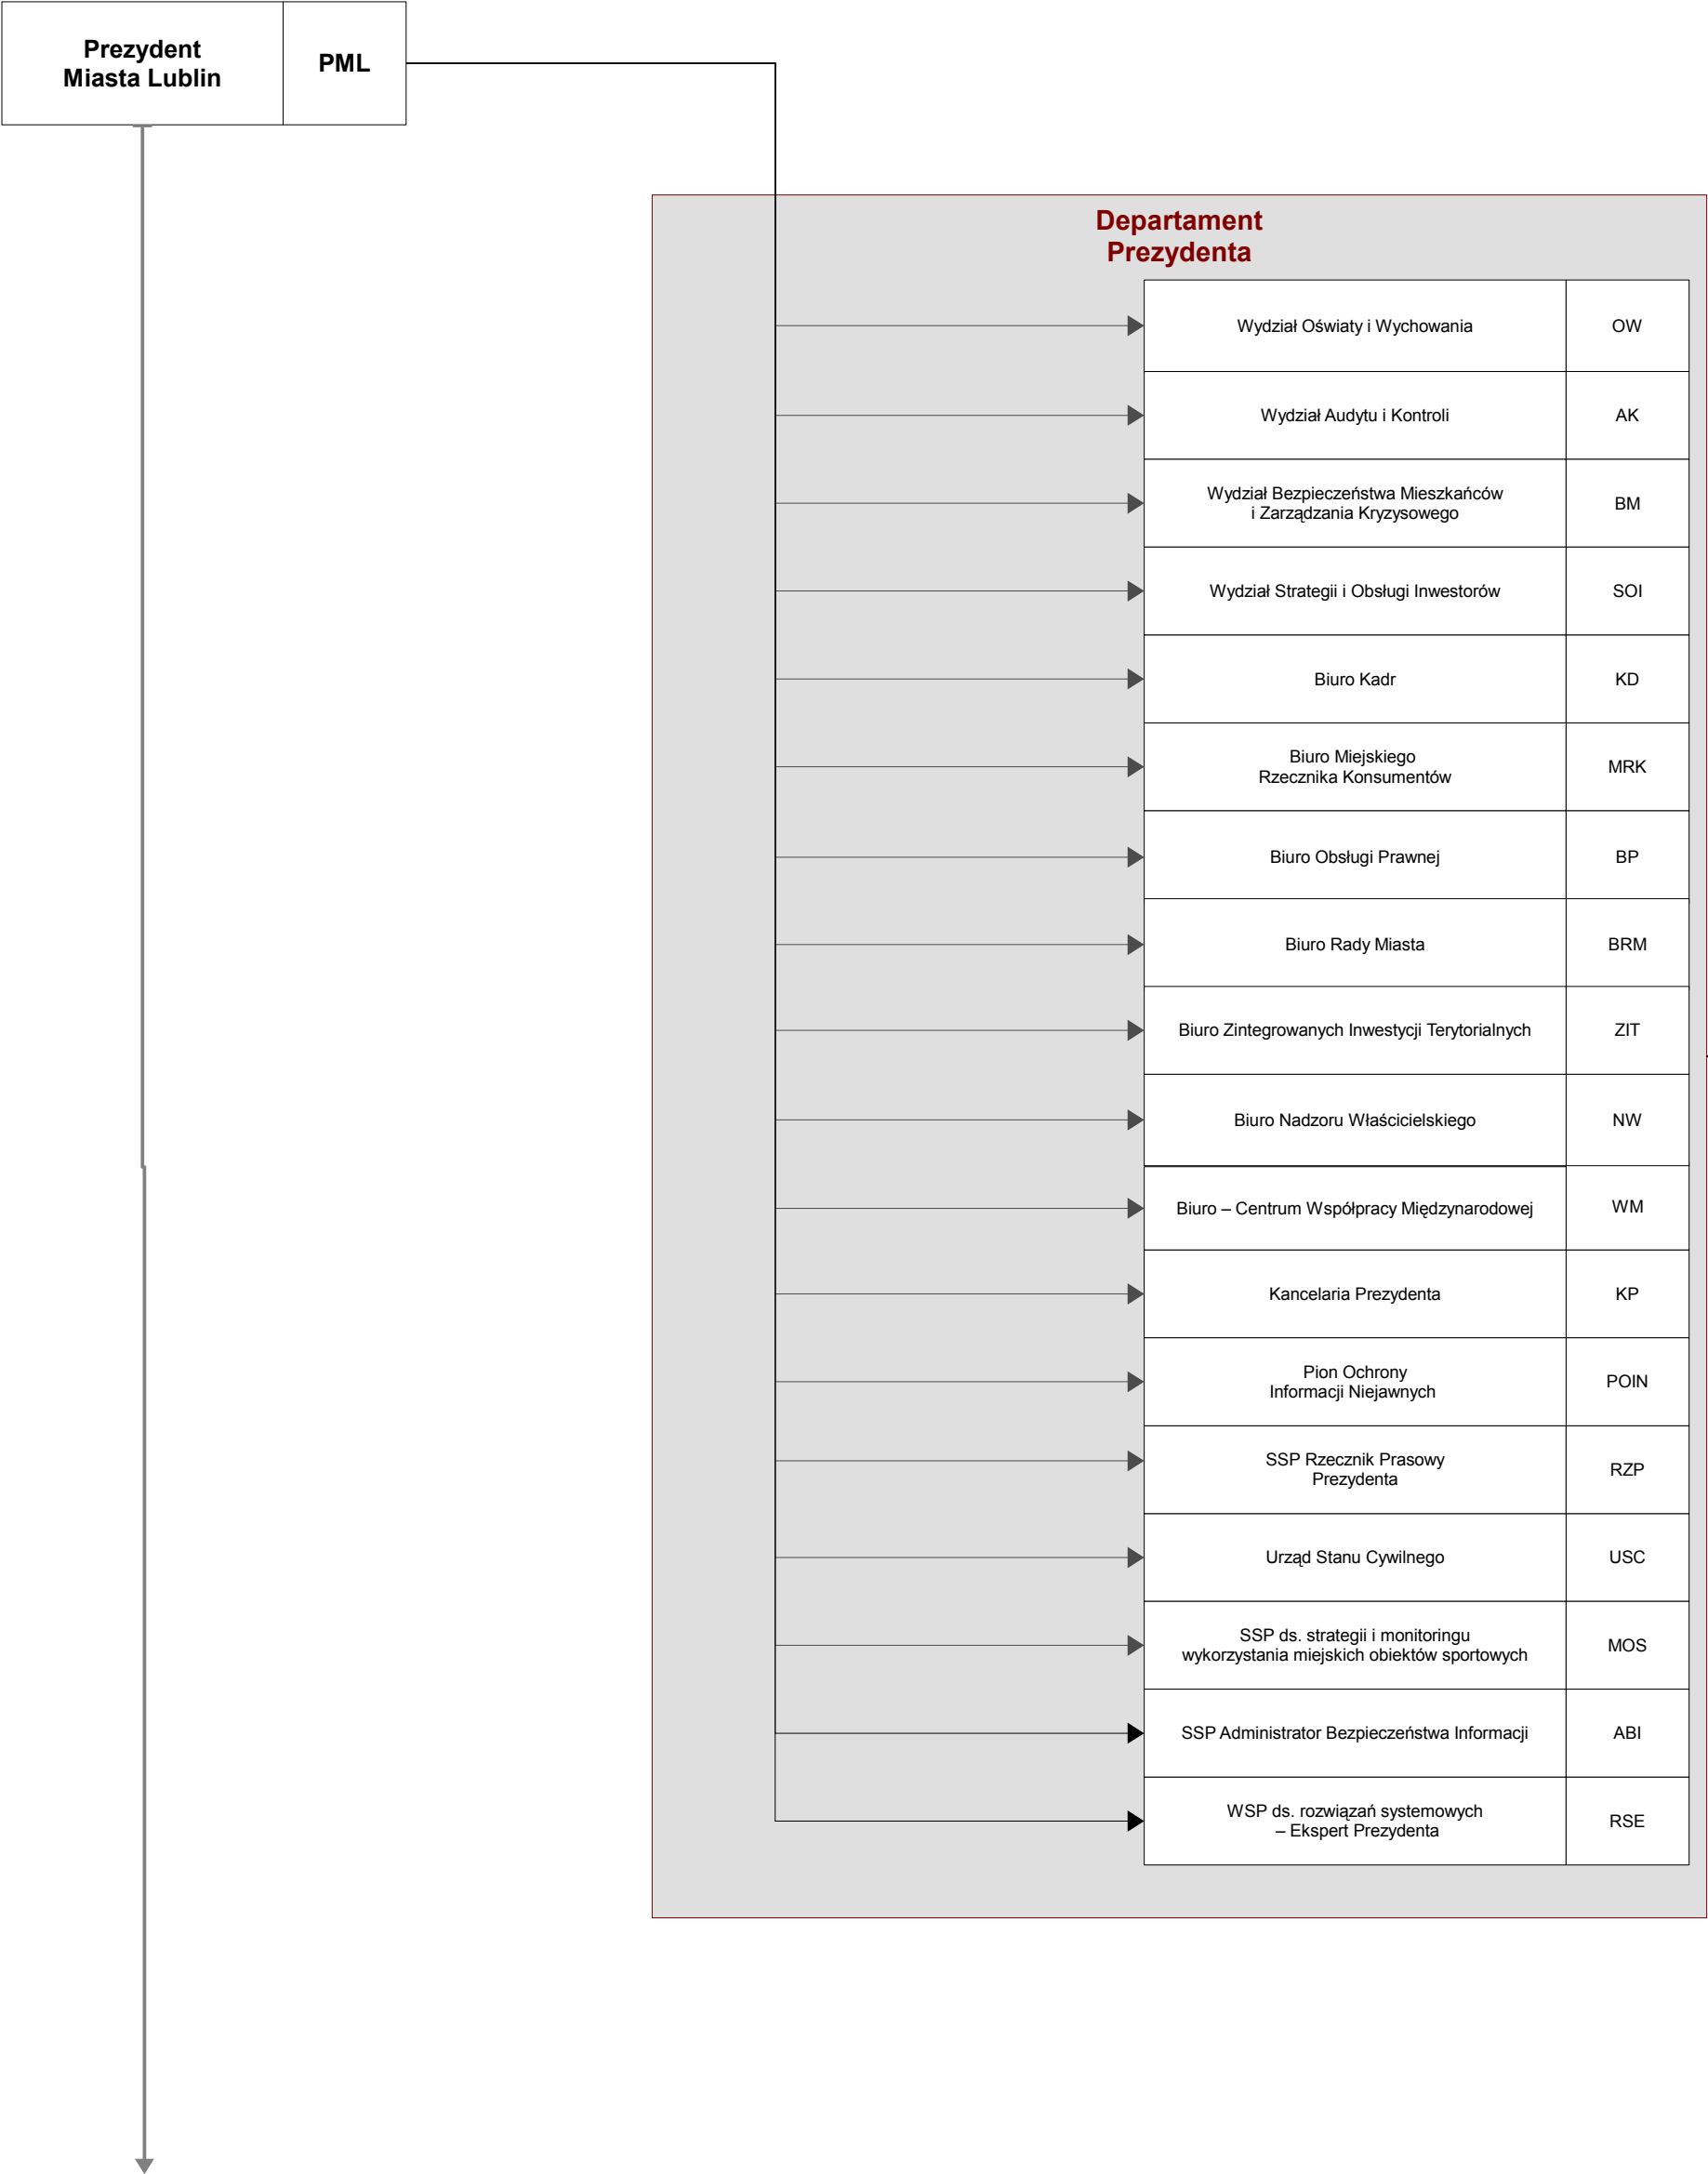 Prezydent
Miasta Lublin
PML
Departament
Prezydenta
Wydział Oświaty i Wychowania
OW
Wydział Audytu i Kontroli
AK
Wydział Bezpieczeństwa Mieszkańców
i Zarządzania Kryzysowego
BM
Wydział Strategii i Obsługi Inwestorów
SOI
Biuro Kadr
KD
Biuro Miejskiego
Rzecznika Konsumentów
MRK
Biuro Obsługi Prawnej
BP
Biuro Rady Miasta
BRM
Biuro Zintegrowanych Inwestycji Terytorialnych
ZIT
Biuro Nadzoru Właścicielskiego
NW
Biuro – Centrum Współpracy Międzynarodowej
WM
Kancelaria Prezydenta
KP
Pion Ochrony
Informacji Niejawnych
POIN
SSP Rzecznik Prasowy
Prezydenta
RZP
Urząd Stanu Cywilnego
USC
SSP ds. strategii i monitoringu
wykorzystania miejskich obiektów sportowych
MOS
SSP Administrator Bezpieczeństwa Informacji
ABI
WSP ds. rozwiązań systemowych
– Ekspert Prezydenta
RSE